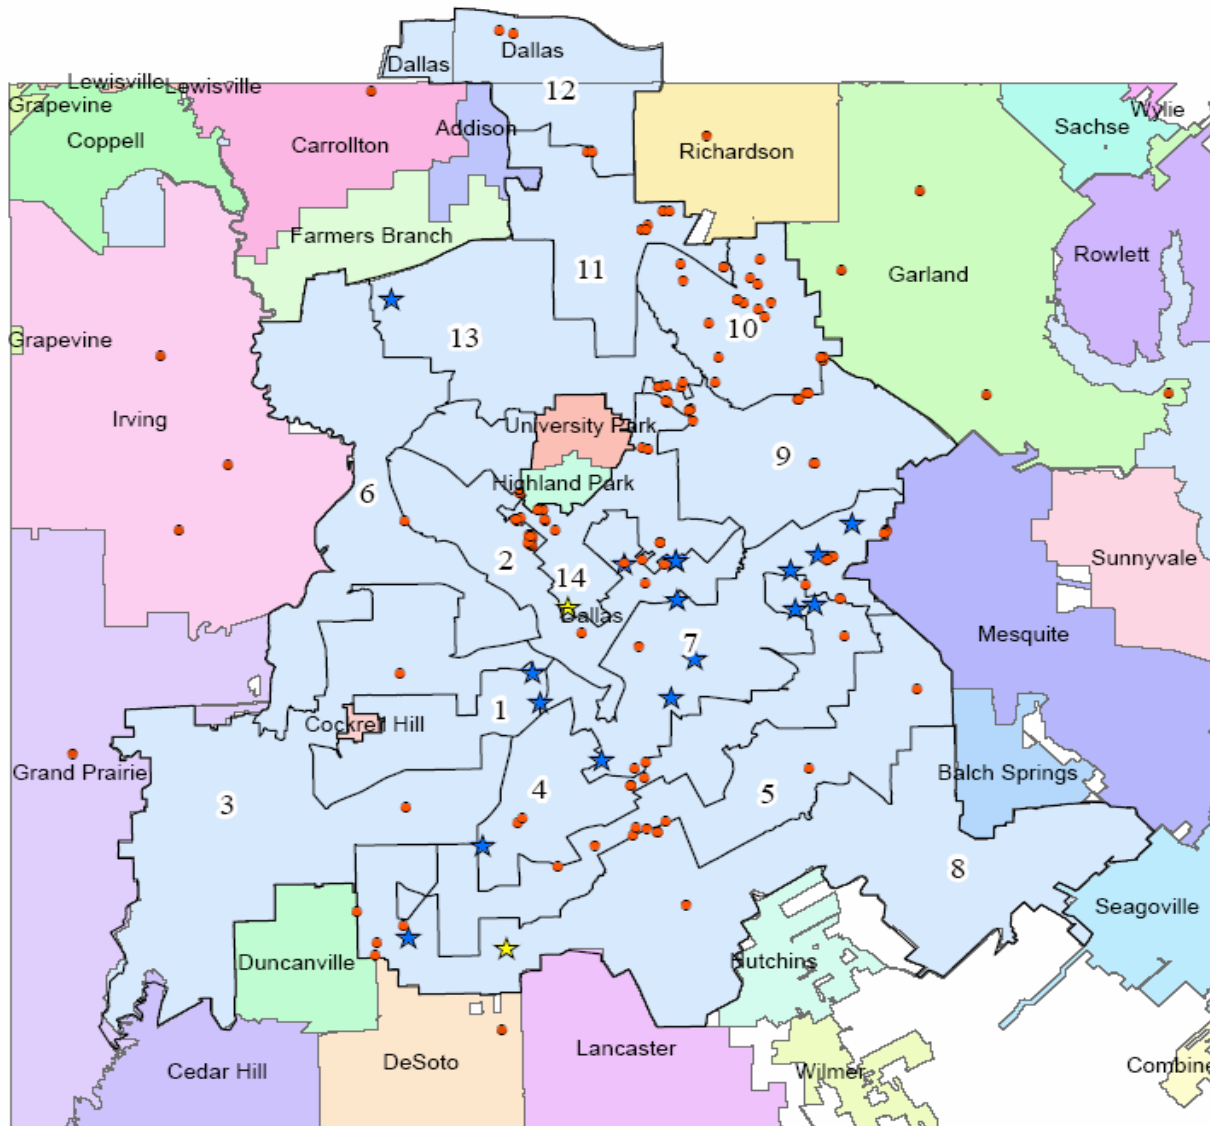 Dallas
Dallas
Lewisville
Lewisville
12
Grapevine
Wylie
Coppell
Carrollton
Addison
Richardson
Sachse
Farmers Branch
11
Garland
Rowlett
13
10
Grapevine
Irving
University Park
9
6
Highland Park
2
14
Sunnyvale
Dallas
7
Mesquite
1
Cockrell Hill
Grand Prairie
3
4
5
Balch Springs
8
Seagoville
Duncanville
Hutchins
Cedar Hill
DeSoto
Lancaster
Wilmer
Combine